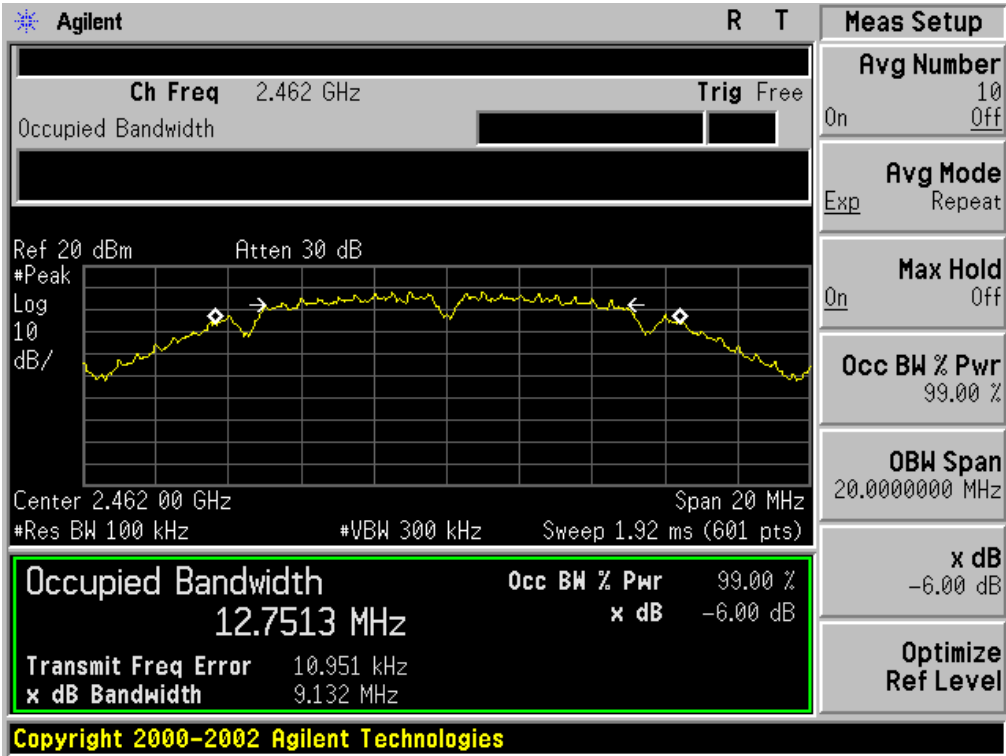 Agilent R T
Ch Freq 2.462 GHz Trig Free
Occupied Bandwidth
Ref 20 dBm Atten 30 dB
#Peak
Log
10
dB/
Center 2.462 00 GHz Span 20 MHz
#Res BW 100 kHz #VBW 300 kHz Sweep 1.92 ms (601 pts)
Occupied Bandwidth Occ BW % Pwr 99.00 %
12.7513 MHz x dB -6.00 dB
Transmit Freq Error 10.951 kHz
x dB Bandwidth 9.132 MHz
Copyright 2000-2002 Agilent Technologies
Meas Setup
Avg Number
10
On Off
Avg Mode
Exp Repeat
Max Hold
On Off
Occ BW % Pwr
99.00 %
OBW Span
20.0000000 MHz
x dB
-6.00 dB
Optimize
Ref Level